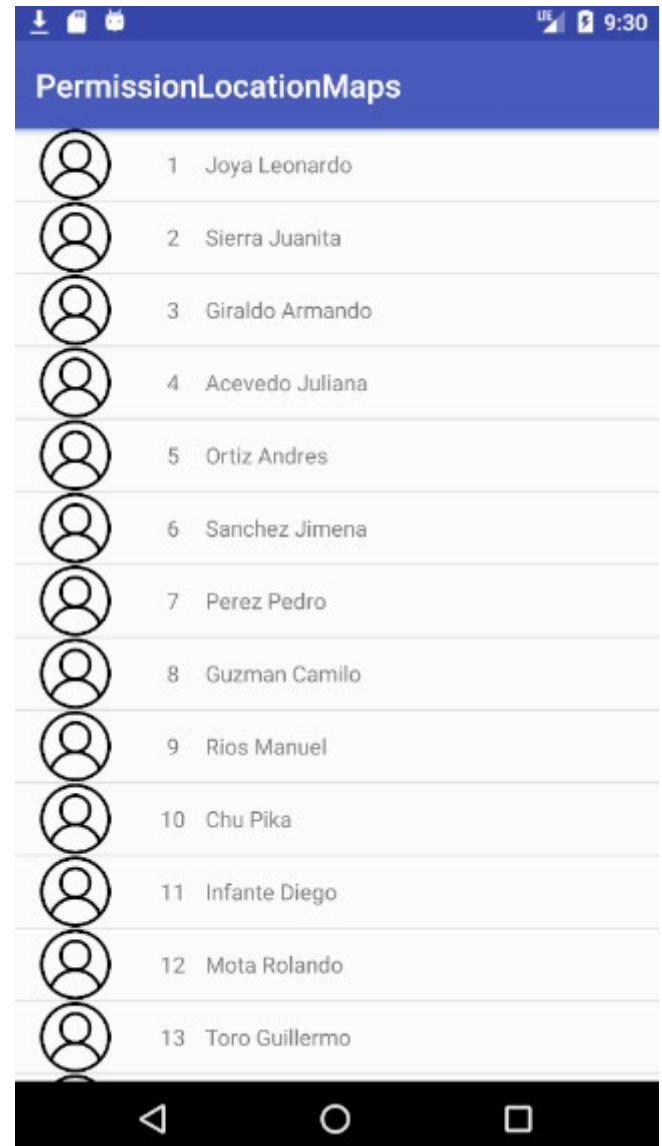 LTE 9:30
PermissionLocationMaps
1 Joya Leonardo
2 Sierra Juanita
3 Giraldo Armando
4 Acevedo Juliana
5 Ortiz Andres
6 Sanchez Jimena
7 Perez Pedro
8 Guzman Camilo
9 Rios Manuel
10 Chu Pika
11 Infante Diego
12 Mota Rolando
13 Toro Guillermo